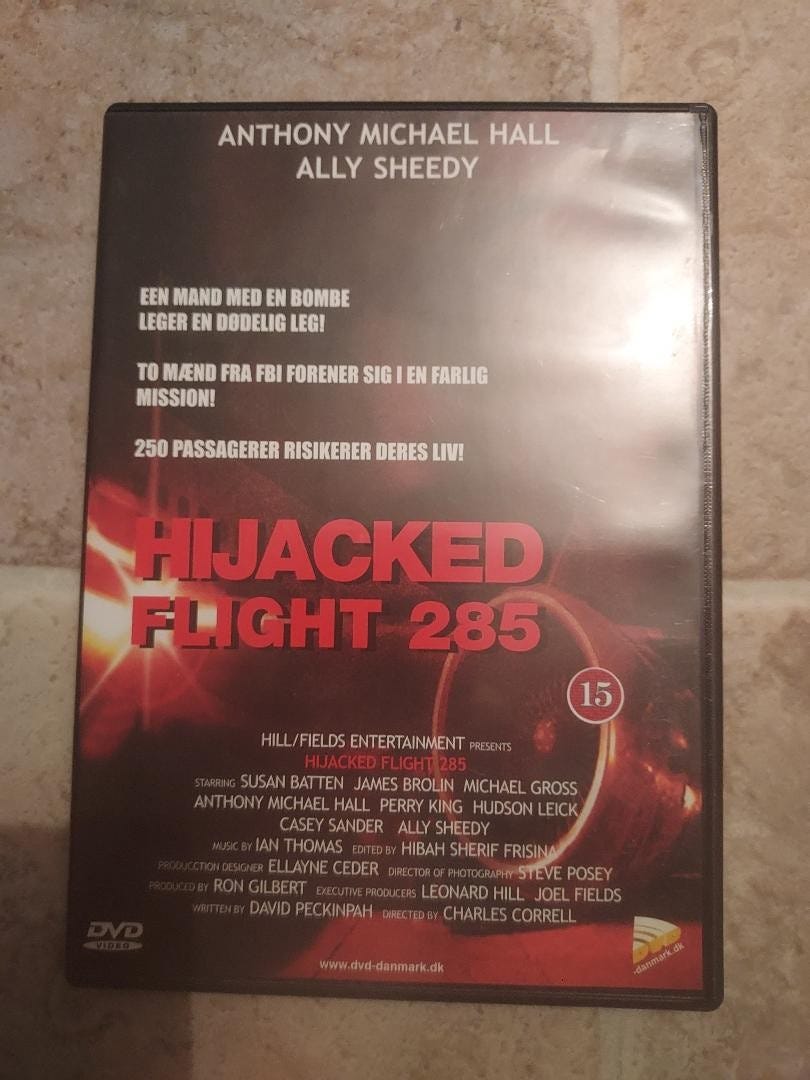 ANTHONY MICHAEL HALL
ALLY SHEEDY
EEN MAND MED EN BOMBE
LEGER EN DØDELIG LEG!
TO MÆND FRA FBI FORENER SIG I EN FARLIG
MISSION!
250 PASSAGERER RISIKERER DERES LIV!
HIJACKED
FLIGHT 285
15
HILL/FIELDS ENTERTAINMENT PRESENTS
HIJACKED FLIGHT 285
STARRING SUSAN BATTEN JAMES BROLIN MICHAEL GROSS
ANTHONY MICHAEL HALL PERRY KING HUDSON LEICK
CASEY SANDER ALLY SHEEDY
MUSIC BY IAN THOMAS EDITED BY HIBAH SHERIF FRISINA
PRODUCCTION DESIGNER ELLAYNE CEDER DIRECTOR OF PHOTOGRAPHY STEVE POSEY
PRODUCED BY RON GILBERT EXECUTIVE PRODUCERS LEONARD HILL JOEL FIELDS
WRITTEN BY DAVID PECKINPAH DIRECTED BY CHARLES CORRELL
DVD
VIDEO
www.dvd-danmark.dk
DVD
-danmark.dk